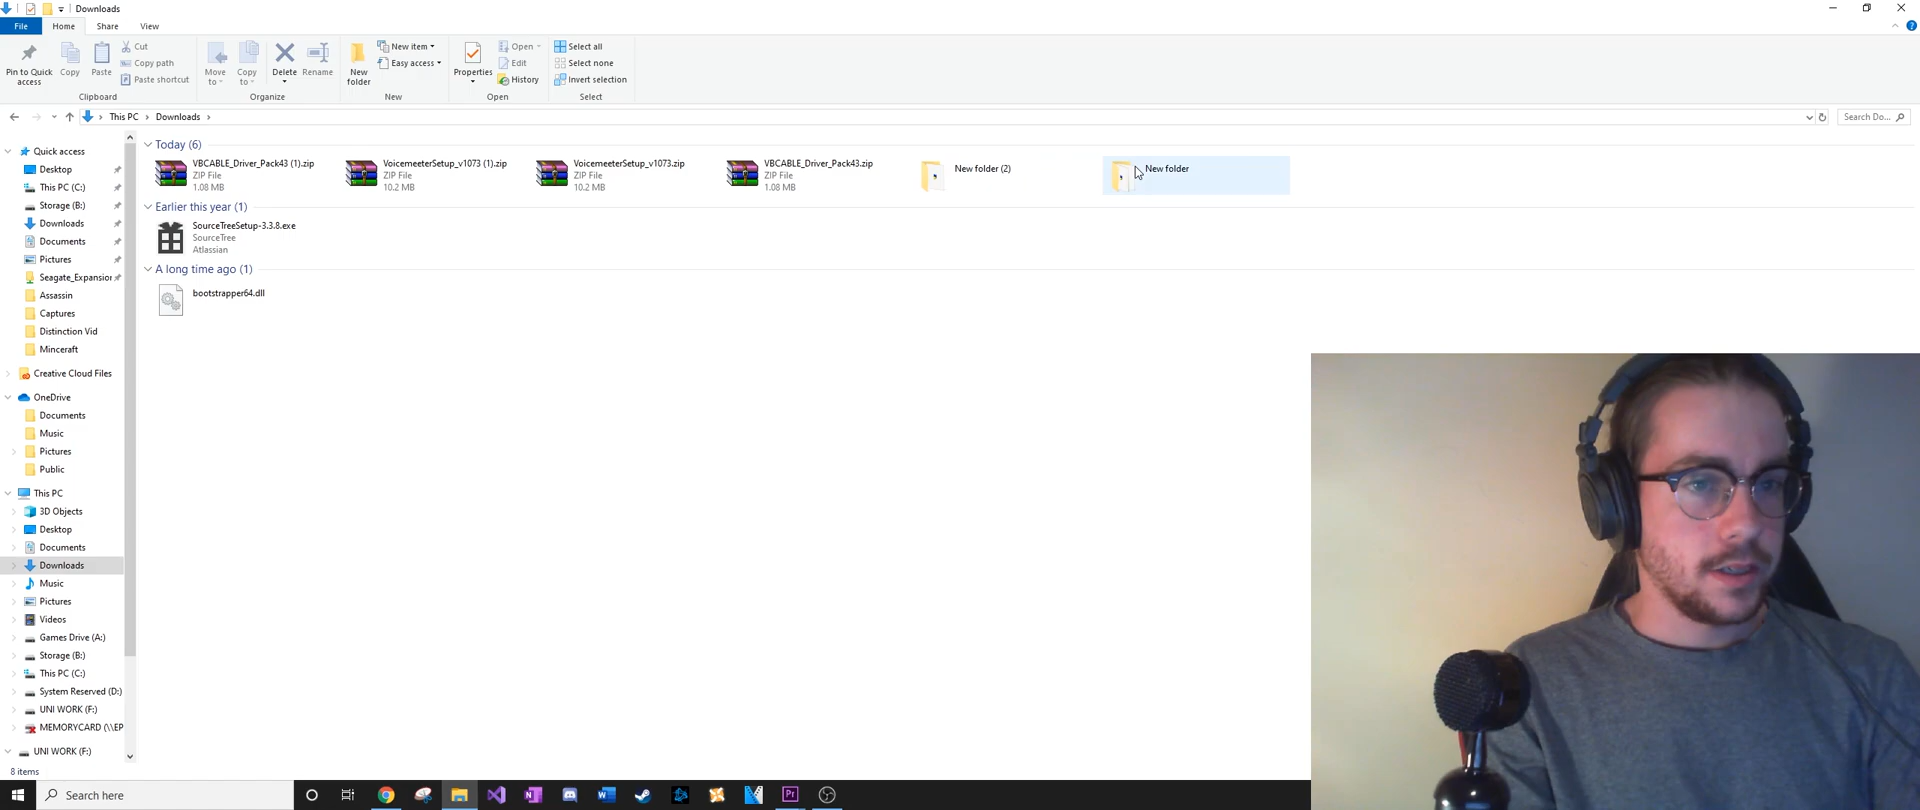 Downloads
File
Home
Share
View
Pin to Quick access
Copy
Paste
Cut
Copy path
Paste shortcut
Clipboard
Move to
Copy to
Delete
Rename
Organize
New folder
New item
Easy access
New
Properties
Open
Edit
History
Open
Select all
Select none
Invert selection
Select
This PC
Downloads
Search Do...
Quick access
Desktop
This PC (C:)
Storage (B:)
Downloads
Documents
Pictures
Seagate_Expansior
Assassin
Captures
Distinction Vid
Minceraft
Creative Cloud Files
OneDrive
Documents
Music
Pictures
Public
This PC
3D Objects
Desktop
Documents
Downloads
Music
Pictures
Videos
Games Drive (A:)
Storage (B:)
This PC (C:)
System Reserved (D:)
UNI WORK (F:)
MEMORYCARD (\\EP
UNI WORK (F:)
Today (6)
VBCABLE_Driver_Pack43 (1).zip
ZIP File
1.08 MB
VoicemeeterSetup_v1073 (1).zip
ZIP File
10.2 MB
VoicemeeterSetup_v1073.zip
ZIP File
10.2 MB
VBCABLE_Driver_Pack43.zip
ZIP File
1.08 MB
New folder (2)
New folder
Earlier this year (1)
SourceTreeSetup-3.3.8.exe
SourceTree
Atlassian
A long time ago (1)
bootstrapper64.dll
8 items
Search here